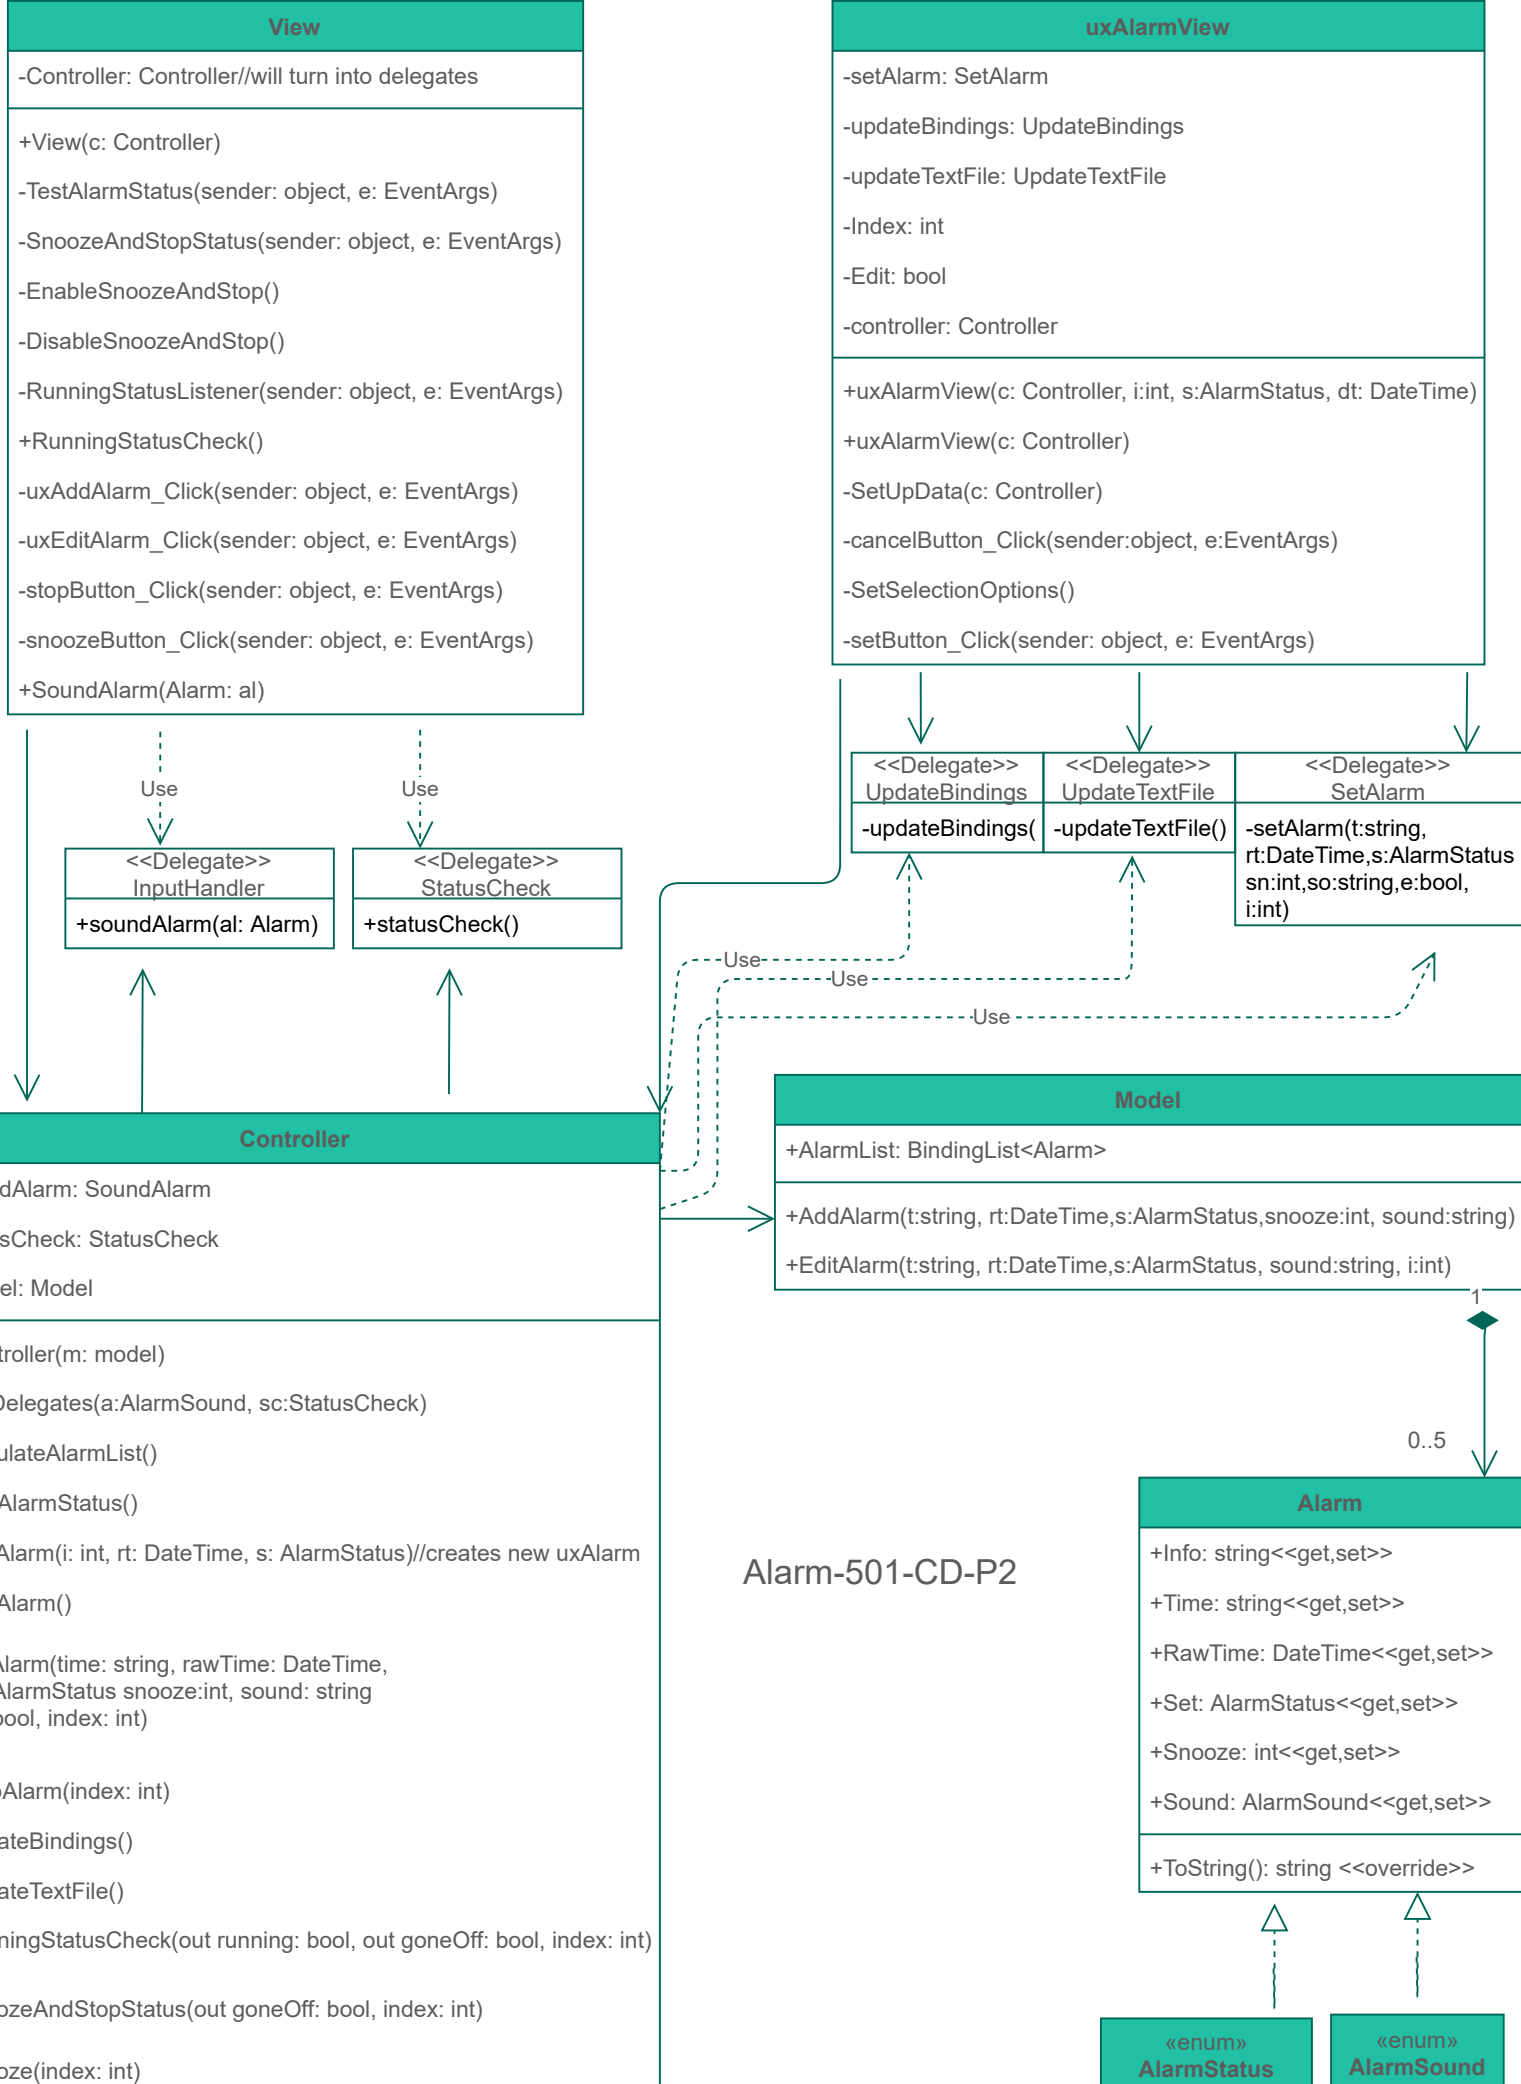 View
-Controller: Controller//will turn into delegates
+View(c: Controller)
-TestAlarmStatus(sender: object, e: EventArgs)
-SnoozeAndStopStatus(sender: object, e: EventArgs)
-EnableSnoozeAndStop()
-DisableSnoozeAndStop()
-RunningStatusListener(sender: object, e: EventArgs)
+RunningStatusCheck()
-uxAddAlarm_Click(sender: object, e: EventArgs)
-uxEditAlarm_Click(sender: object, e: EventArgs)
-stopButton_Click(sender: object, e: EventArgs)
-snoozeButton_Click(sender: object, e: EventArgs)
+SoundAlarm(Alarm: al)
uxAlarmView
-setAlarm: SetAlarm
-updateBindings: UpdateBindings
-updateTextFile: UpdateTextFile
-Index: int
-Edit: bool
-controller: Controller
+uxAlarmView(c: Controller, i:int, s:AlarmStatus, dt: DateTime)
+uxAlarmView(c: Controller)
-SetUpData(c: Controller)
-cancelButton_Click(sender:object, e:EventArgs)
-SetSelectionOptions()
-setButton_Click(sender: object, e: EventArgs)
Use
Use
<<Delegate>>
InputHandler
+soundAlarm(al: Alarm)
<<Delegate>>
StatusCheck
+statusCheck()
<<Delegate>>
UpdateBindings
-updateBindings(
<<Delegate>>
UpdateTextFile
-updateTextFile()
<<Delegate>>
SetAlarm
-setAlarm(t:string,
rt:DateTime,s:AlarmStatus
sn:int,so:string,e:bool,
i:int)
Use
Use
Use
Controller
dAlarm: SoundAlarm
sCheck: StatusCheck
el: Model
troller(m: model)
Delegates(a:AlarmSound, sc:StatusCheck)
ulateAlarmList()
AlarmStatus()
Alarm(i: int, rt: DateTime, s: AlarmStatus)//creates new uxAlarm
Alarm()
Alarm(time: string, rawTime: DateTime,
AlarmStatus snooze:int, sound: string
bool, index: int)
oAlarm(index: int)
ateBindings()
ateTextFile()
ningStatusCheck(out running: bool, out goneOff: bool, index: int)
ozeAndStopStatus(out goneOff: bool, index: int)
oze(index: int)
Model
+AlarmList: BindingList<Alarm>
+AddAlarm(t:string, rt:DateTime,s:AlarmStatus,snooze:int, sound:string)
+EditAlarm(t:string, rt:DateTime,s:AlarmStatus, sound:string, i:int)
1
0..5
Alarm-501-CD-P2
Alarm
+Info: string<<get,set>>
+Time: string<<get,set>>
+RawTime: DateTime<<get,set>>
+Set: AlarmStatus<<get,set>>
+Snooze: int<<get,set>>
+Sound: AlarmSound<<get,set>>
+ToString(): string <<override>>
«enum»
AlarmStatus
«enum»
AlarmSound